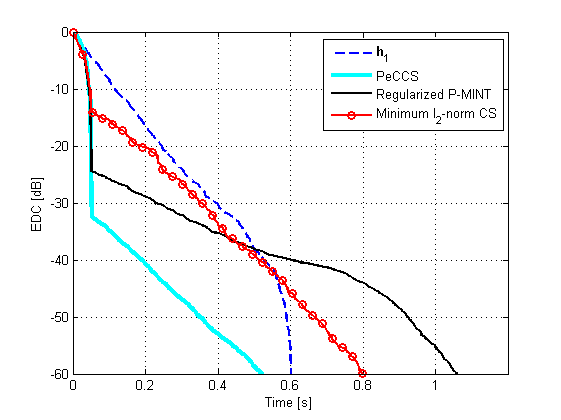 0
-10
-20
-30
-40
-50
-60
EDC [dB]
h1
PeCCS
Regularized P-MINT
Minimum l2-norm CS
0 0.2 0.4 0.6 0.8 1
Time [s]